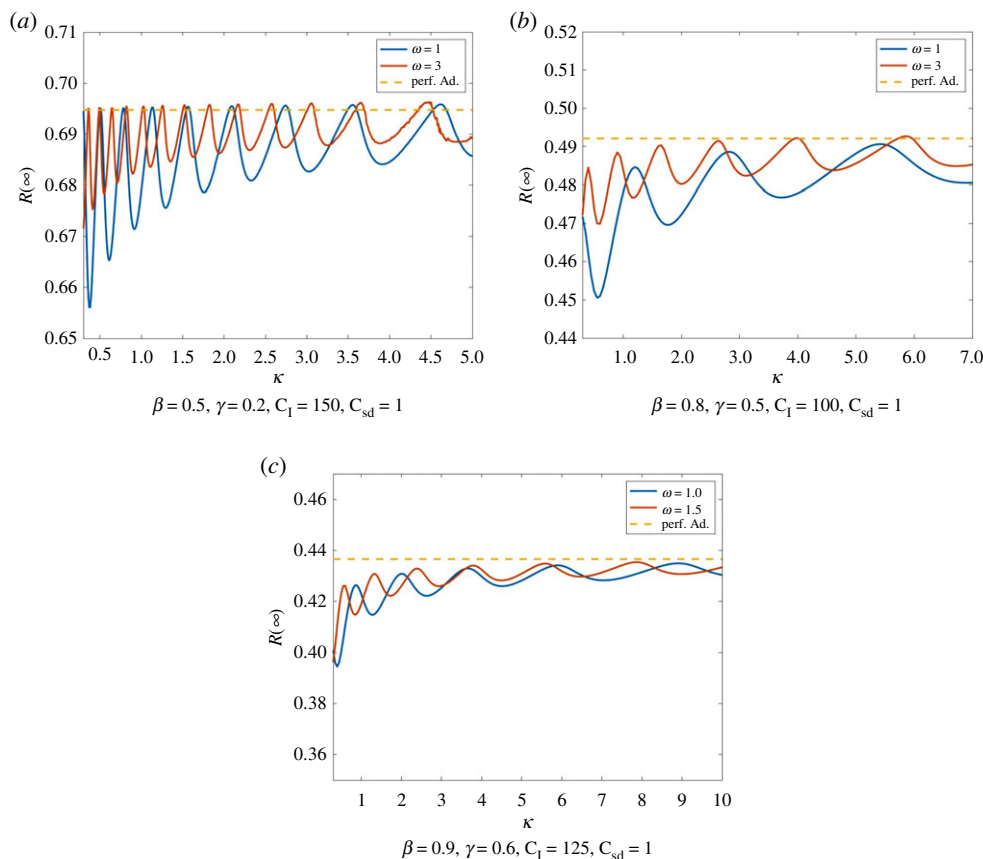 (a)
0.71
0.70
0.69
0.68
0.67
0.66
0.65
R(∞)
ω = 1
ω = 3
perf. Ad.
0.5 1.0 1.5 2.0 2.5 3.0 3.5 4.0 4.5 5.0
κ
β = 0.5, γ = 0.2, C_I = 150, C_sd = 1
(b)
0.52
0.51
0.50
0.49
0.48
0.47
0.46
0.45
0.44
R(∞)
ω = 1
ω = 3
perf. Ad.
1.0 2.0 3.0 4.0 5.0 6.0 7.0
κ
β = 0.8, γ = 0.5, C_I = 100, C_sd = 1
(c)
0.46
0.44
0.42
0.40
0.38
0.36
R(∞)
ω = 1.0
ω = 1.5
perf. Ad.
1 2 3 4 5 6 7 8 9 10
κ
β = 0.9, γ = 0.6, C_I = 125, C_sd = 1